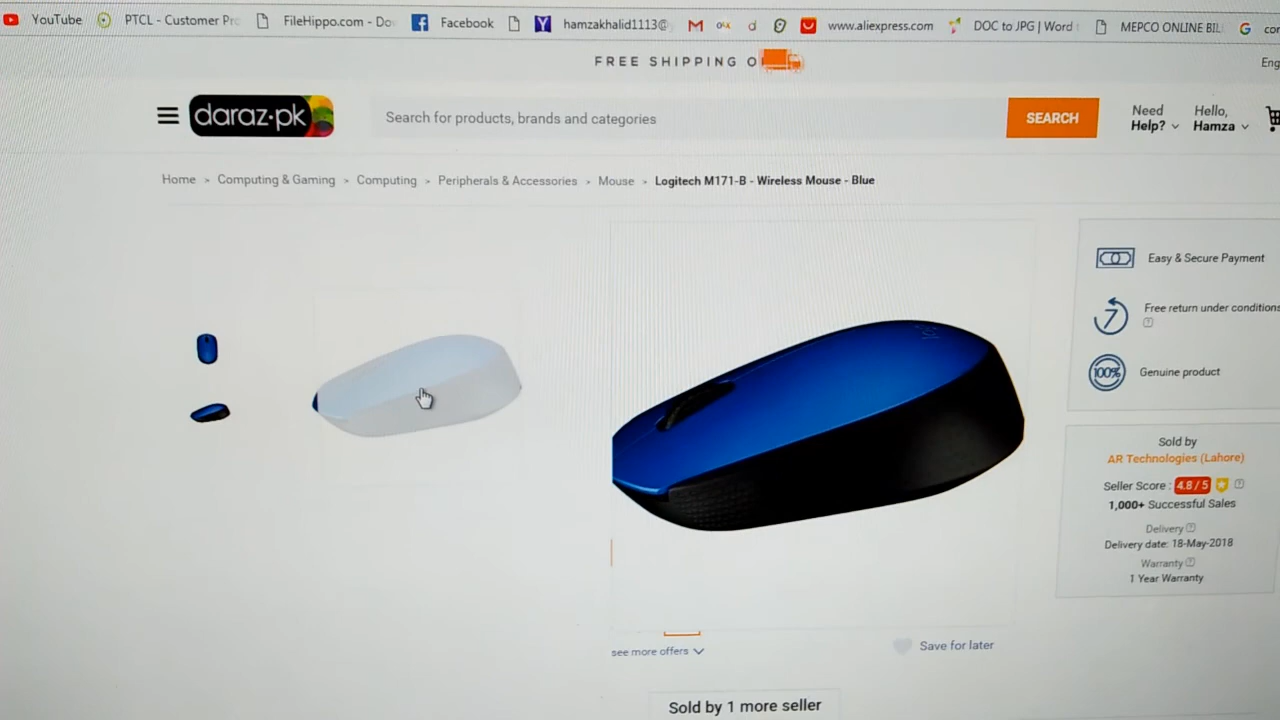 YouTube PTCL - Customer Pr FileHippo.com - Do Facebook hamzakhalid1113@ olx d www.aliexpress.com DOC to JPG | Word MEPCO ONLINE BIL
FREE SHIPPING
Eng
daraz.pk
Search for products, brands and categories
SEARCH
Need
Help?
Hello,
Hamza
Home > Computing & Gaming > Computing > Peripherals & Accessories > Mouse > Logitech M171-B - Wireless Mouse - Blue
Easy & Secure Payment
7
Free return under conditions
100%
Genuine product
Sold by
AR Technologies (Lahore)
Seller Score : 4.8 / 5
1,000+ Successful Sales
Delivery
Delivery date: 18-May-2018
Warranty
1 Year Warranty
see more offers
Save for later
Sold by 1 more seller